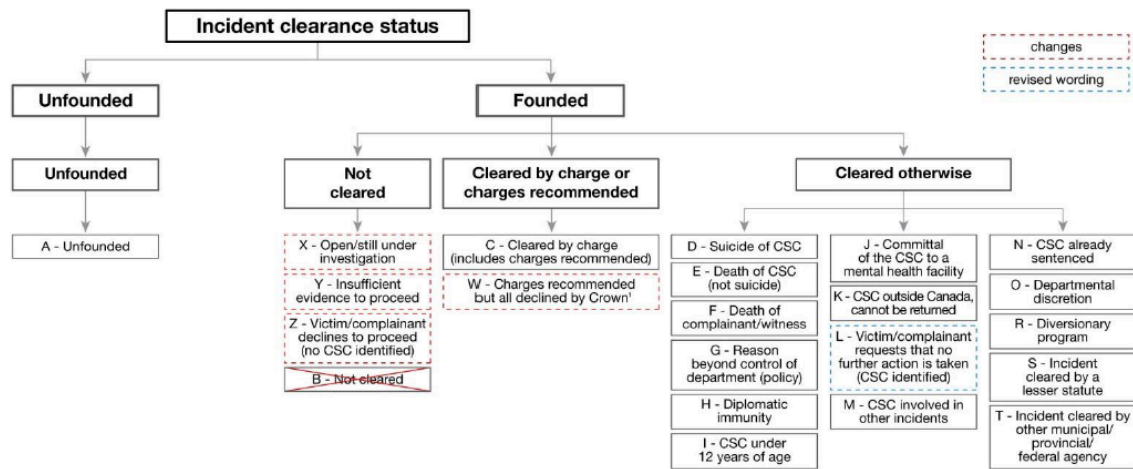 Incident clearance status
changes
revised wording
Unfounded
Founded
Unfounded
Not
cleared
Cleared by charge or
charges recommended
Cleared otherwise
A - Unfounded
X - Open/still under
investigation
Y - Insufficient
evidence to proceed
Z - Victim/complainant
declines to proceed
(no CSC identified)
B - Not cleared
C - Cleared by charge
(includes charges recommended)
W - Charges recommended
but all declined by Crown¹
D - Suicide of CSC
E - Death of CSC
(not suicide)
F - Death of
complainant/witness
G - Reason
beyond control of
department (policy)
H - Diplomatic
immunity
I - CSC under
12 years of age
J - Committal
of the CSC to a
mental health facility
K - CSC outside Canada,
cannot be returned
L - Victim/complainant
requests that no
further action is taken
(CSC identified)
M - CSC involved in
other incidents
N - CSC already
sentenced
O - Departmental
discretion
R - Diversionary
program
S - Incident
cleared by a
lesser statute
T - Incident cleared by
other municipal/
provincial/
federal agency